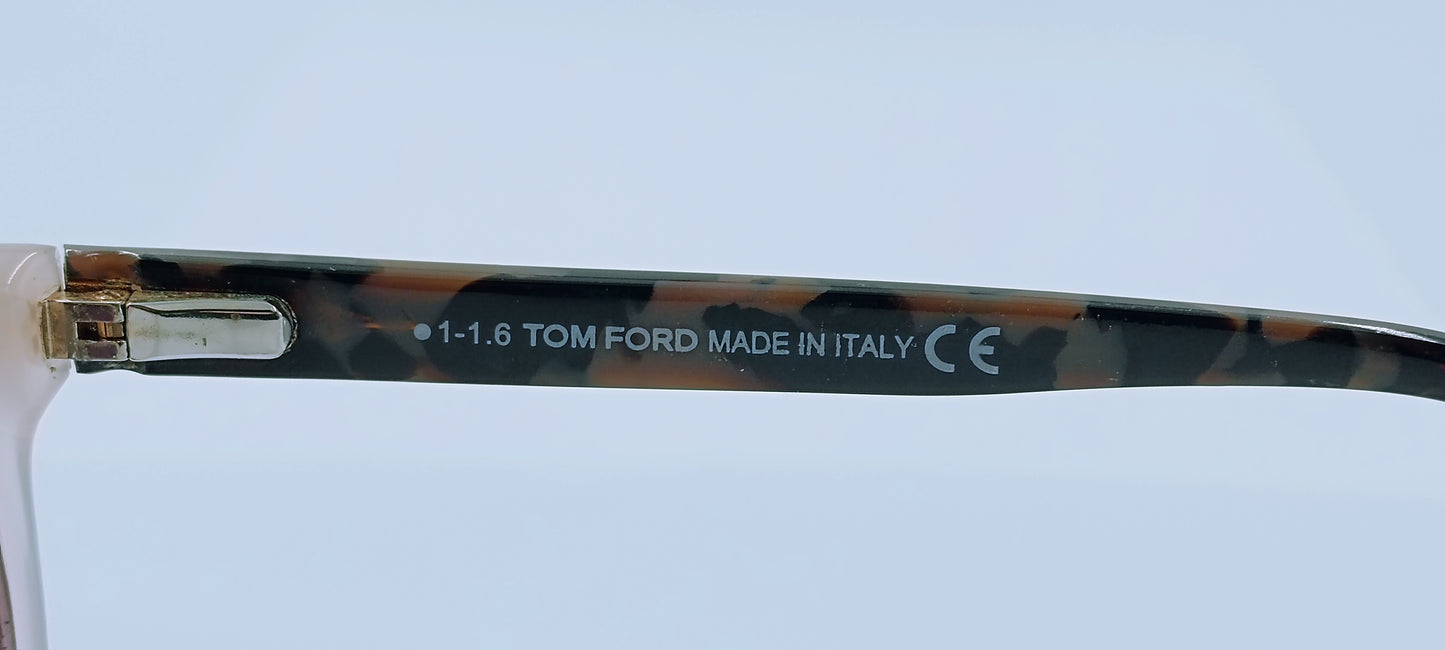 ●1-1.6 TOM FORD MADE IN ITALY CE